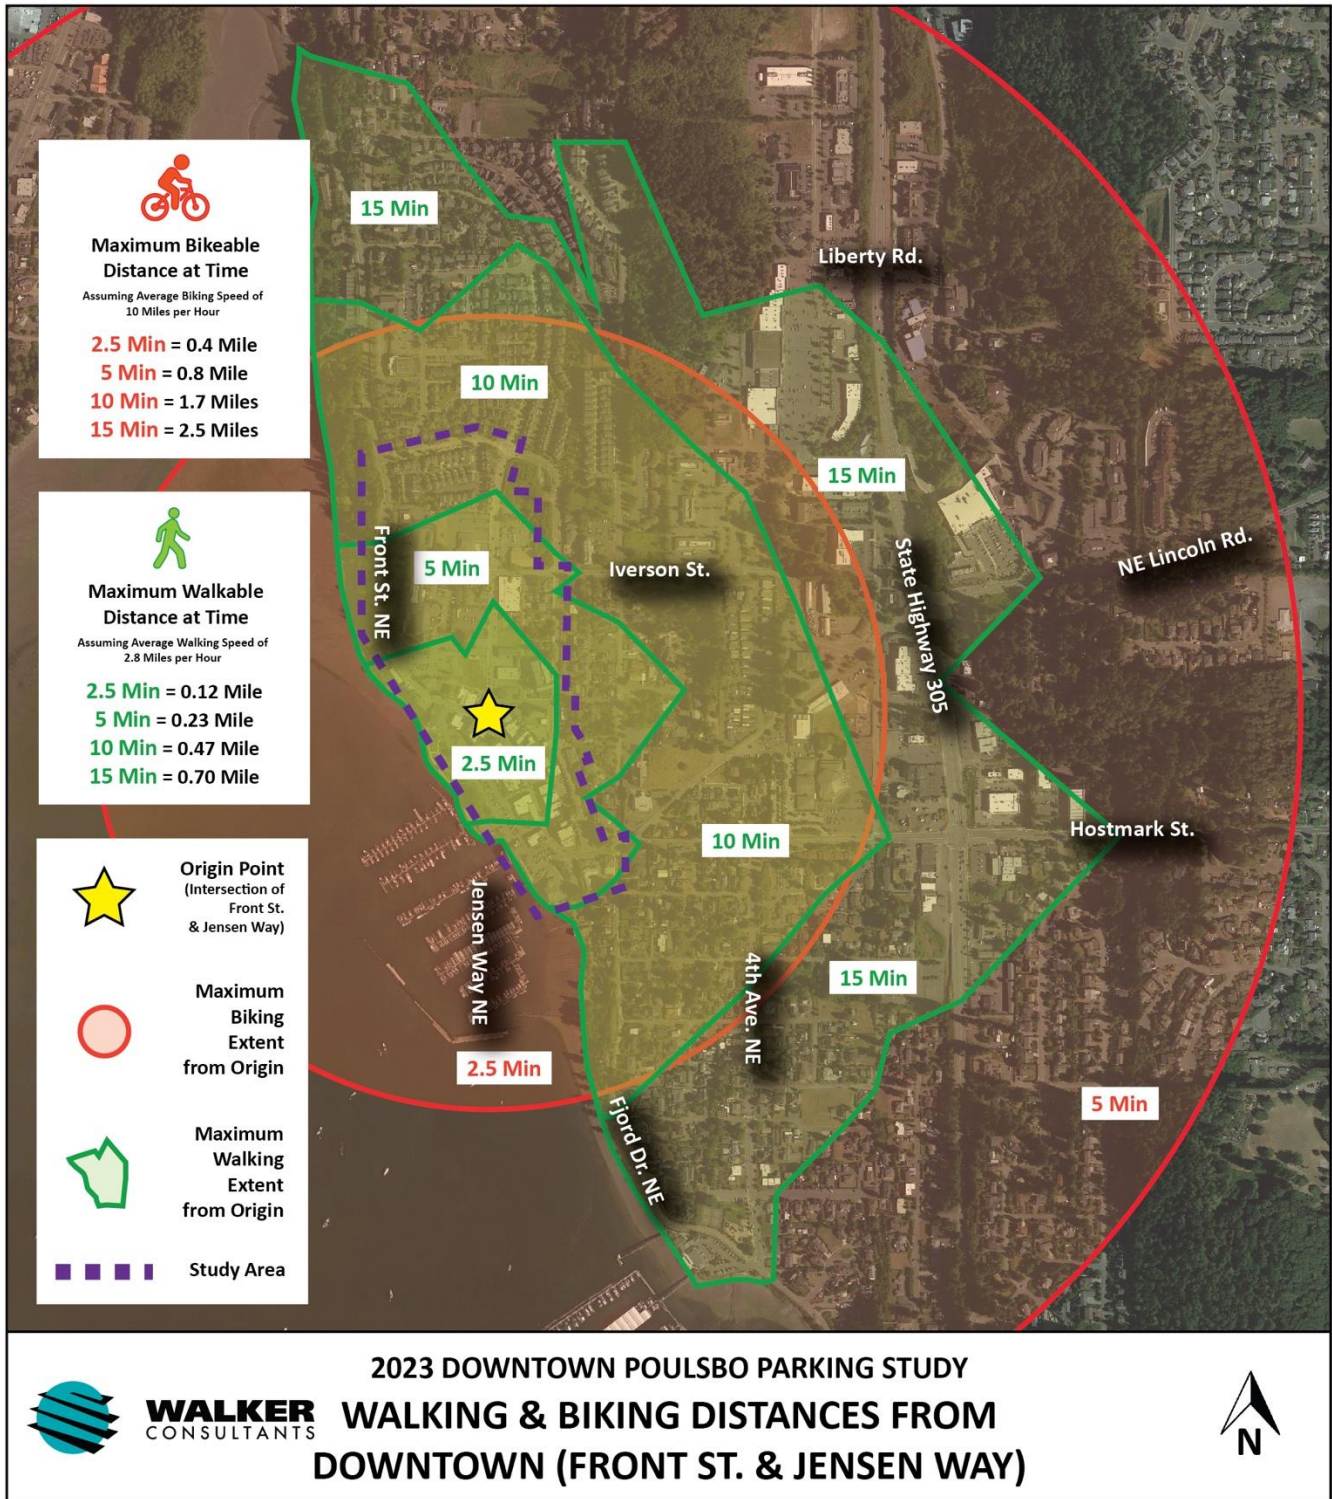 Maximum Bikeable
Distance at Time
Assuming Average Biking Speed of
10 Miles per Hour
2.5 Min = 0.4 Mile
5 Min = 0.8 Mile
10 Min = 1.7 Miles
15 Min = 2.5 Miles
Maximum Walkable
Distance at Time
Assuming Average Walking Speed of
2.8 Miles per Hour
2.5 Min = 0.12 Mile
5 Min = 0.23 Mile
10 Min = 0.47 Mile
15 Min = 0.70 Mile
Origin Point
(Intersection of
Front St.
& Jensen Way)
Maximum
Biking
Extent
from Origin
Maximum
Walking
Extent
from Origin
Study Area
15 Min
Liberty Rd.
10 Min
15 Min
Front St. NE
5 Min
Iverson St.
State Highway 305
NE Lincoln Rd.
2.5 Min
10 Min
Hostmark St.
Jensen Way NE
4th Ave. NE
15 Min
2.5 Min
Fjord Dr. NE
5 Min
WALKER
CONSULTANTS
2023 DOWNTOWN POULSBO PARKING STUDY
WALKING & BIKING DISTANCES FROM
DOWNTOWN (FRONT ST. & JENSEN WAY)
N